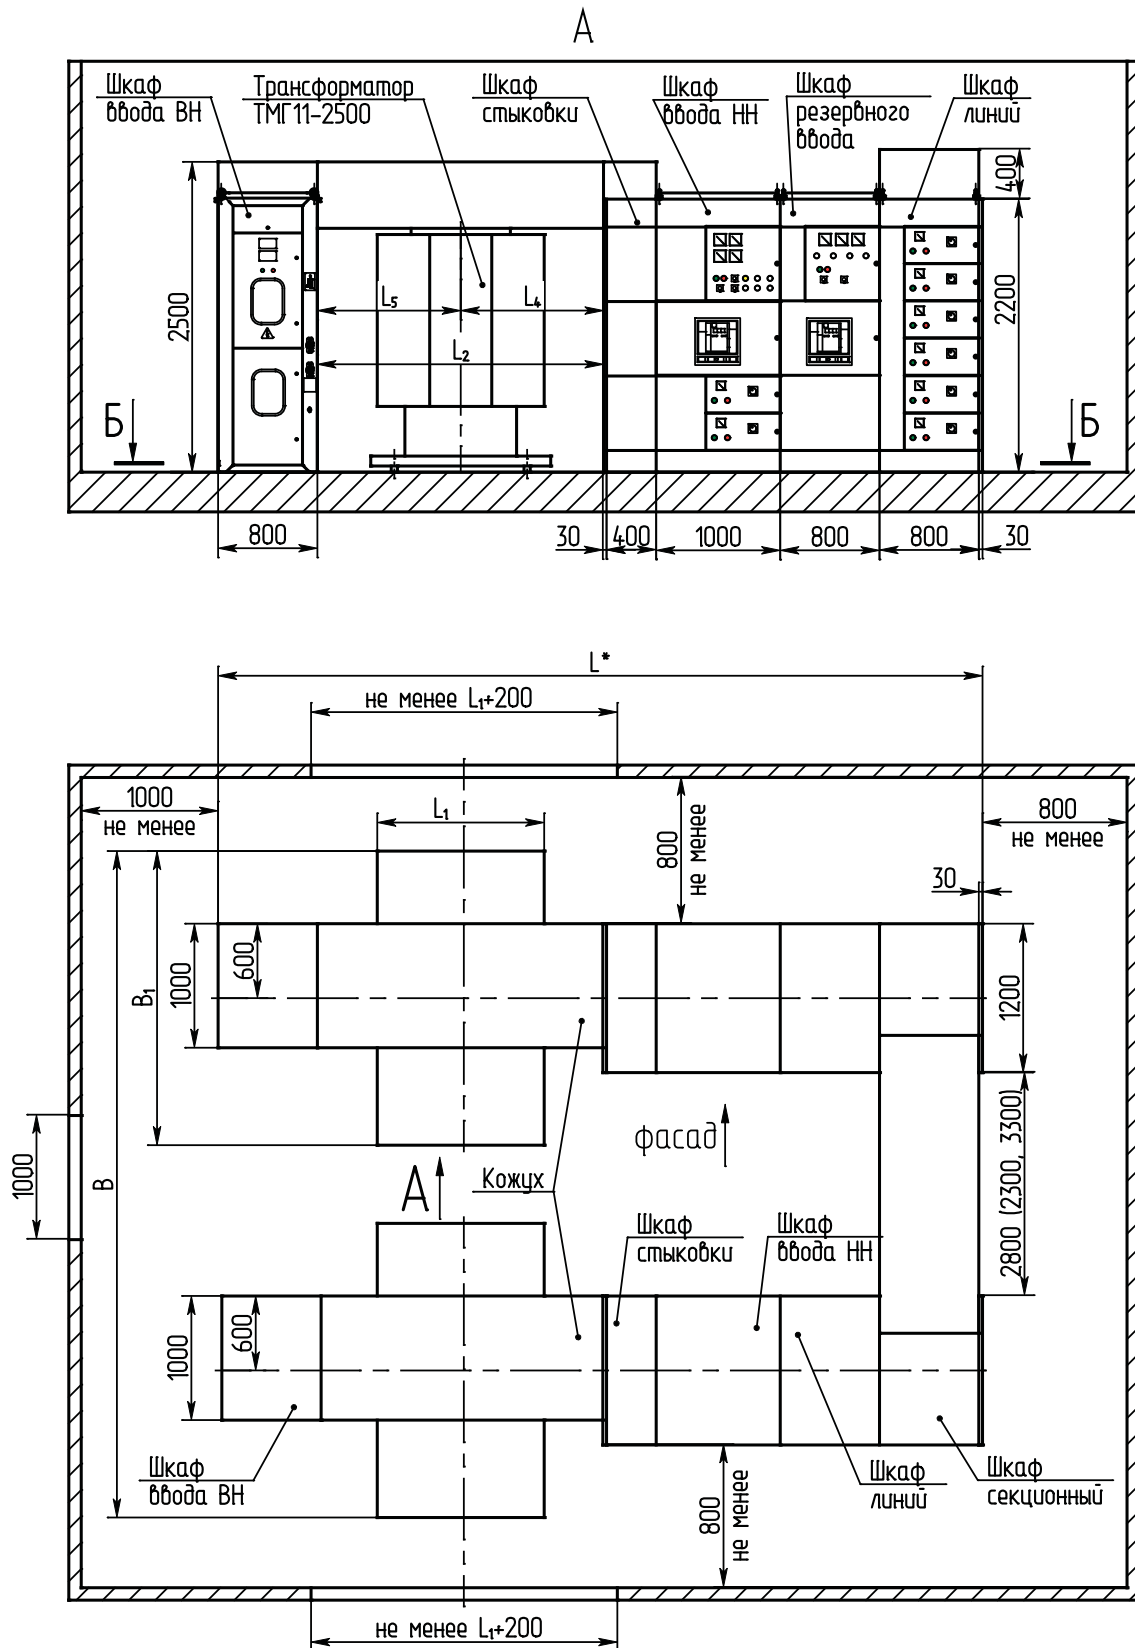 А
Шкаф
ввода ВН
Трансформатор
ТМГ11-2500
Шкаф
стыковки
Шкаф
ввода НН
Шкаф
резервного
ввода
Шкаф
линий
400
2500
L₅
L₄
L₂
2200
Б
Б
800
30
400
1000
800
800
30
L*
не менее L₁+200
1000
не менее
L₁
800
не менее
800
не менее
30
B₁
1000
600
1200
B
1000
фасад
А
Кожух
2800 (2300, 3300)
Шкаф
стыковки
Шкаф
ввода НН
1000
600
Шкаф
ввода ВН
800
не менее
Шкаф
линий
Шкаф
секционный
не менее L₁+200